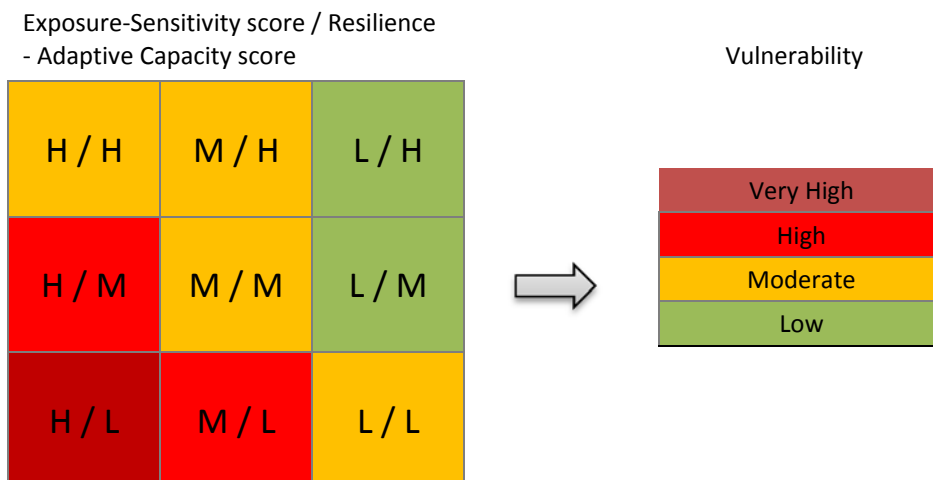 Exposure-Sensitivity score / Resilience
- Adaptive Capacity score
Vulnerability
H / H
M / H
L / H
H / M
M / M
L / M
H / L
M / L
L / L
Very High
High
Moderate
Low